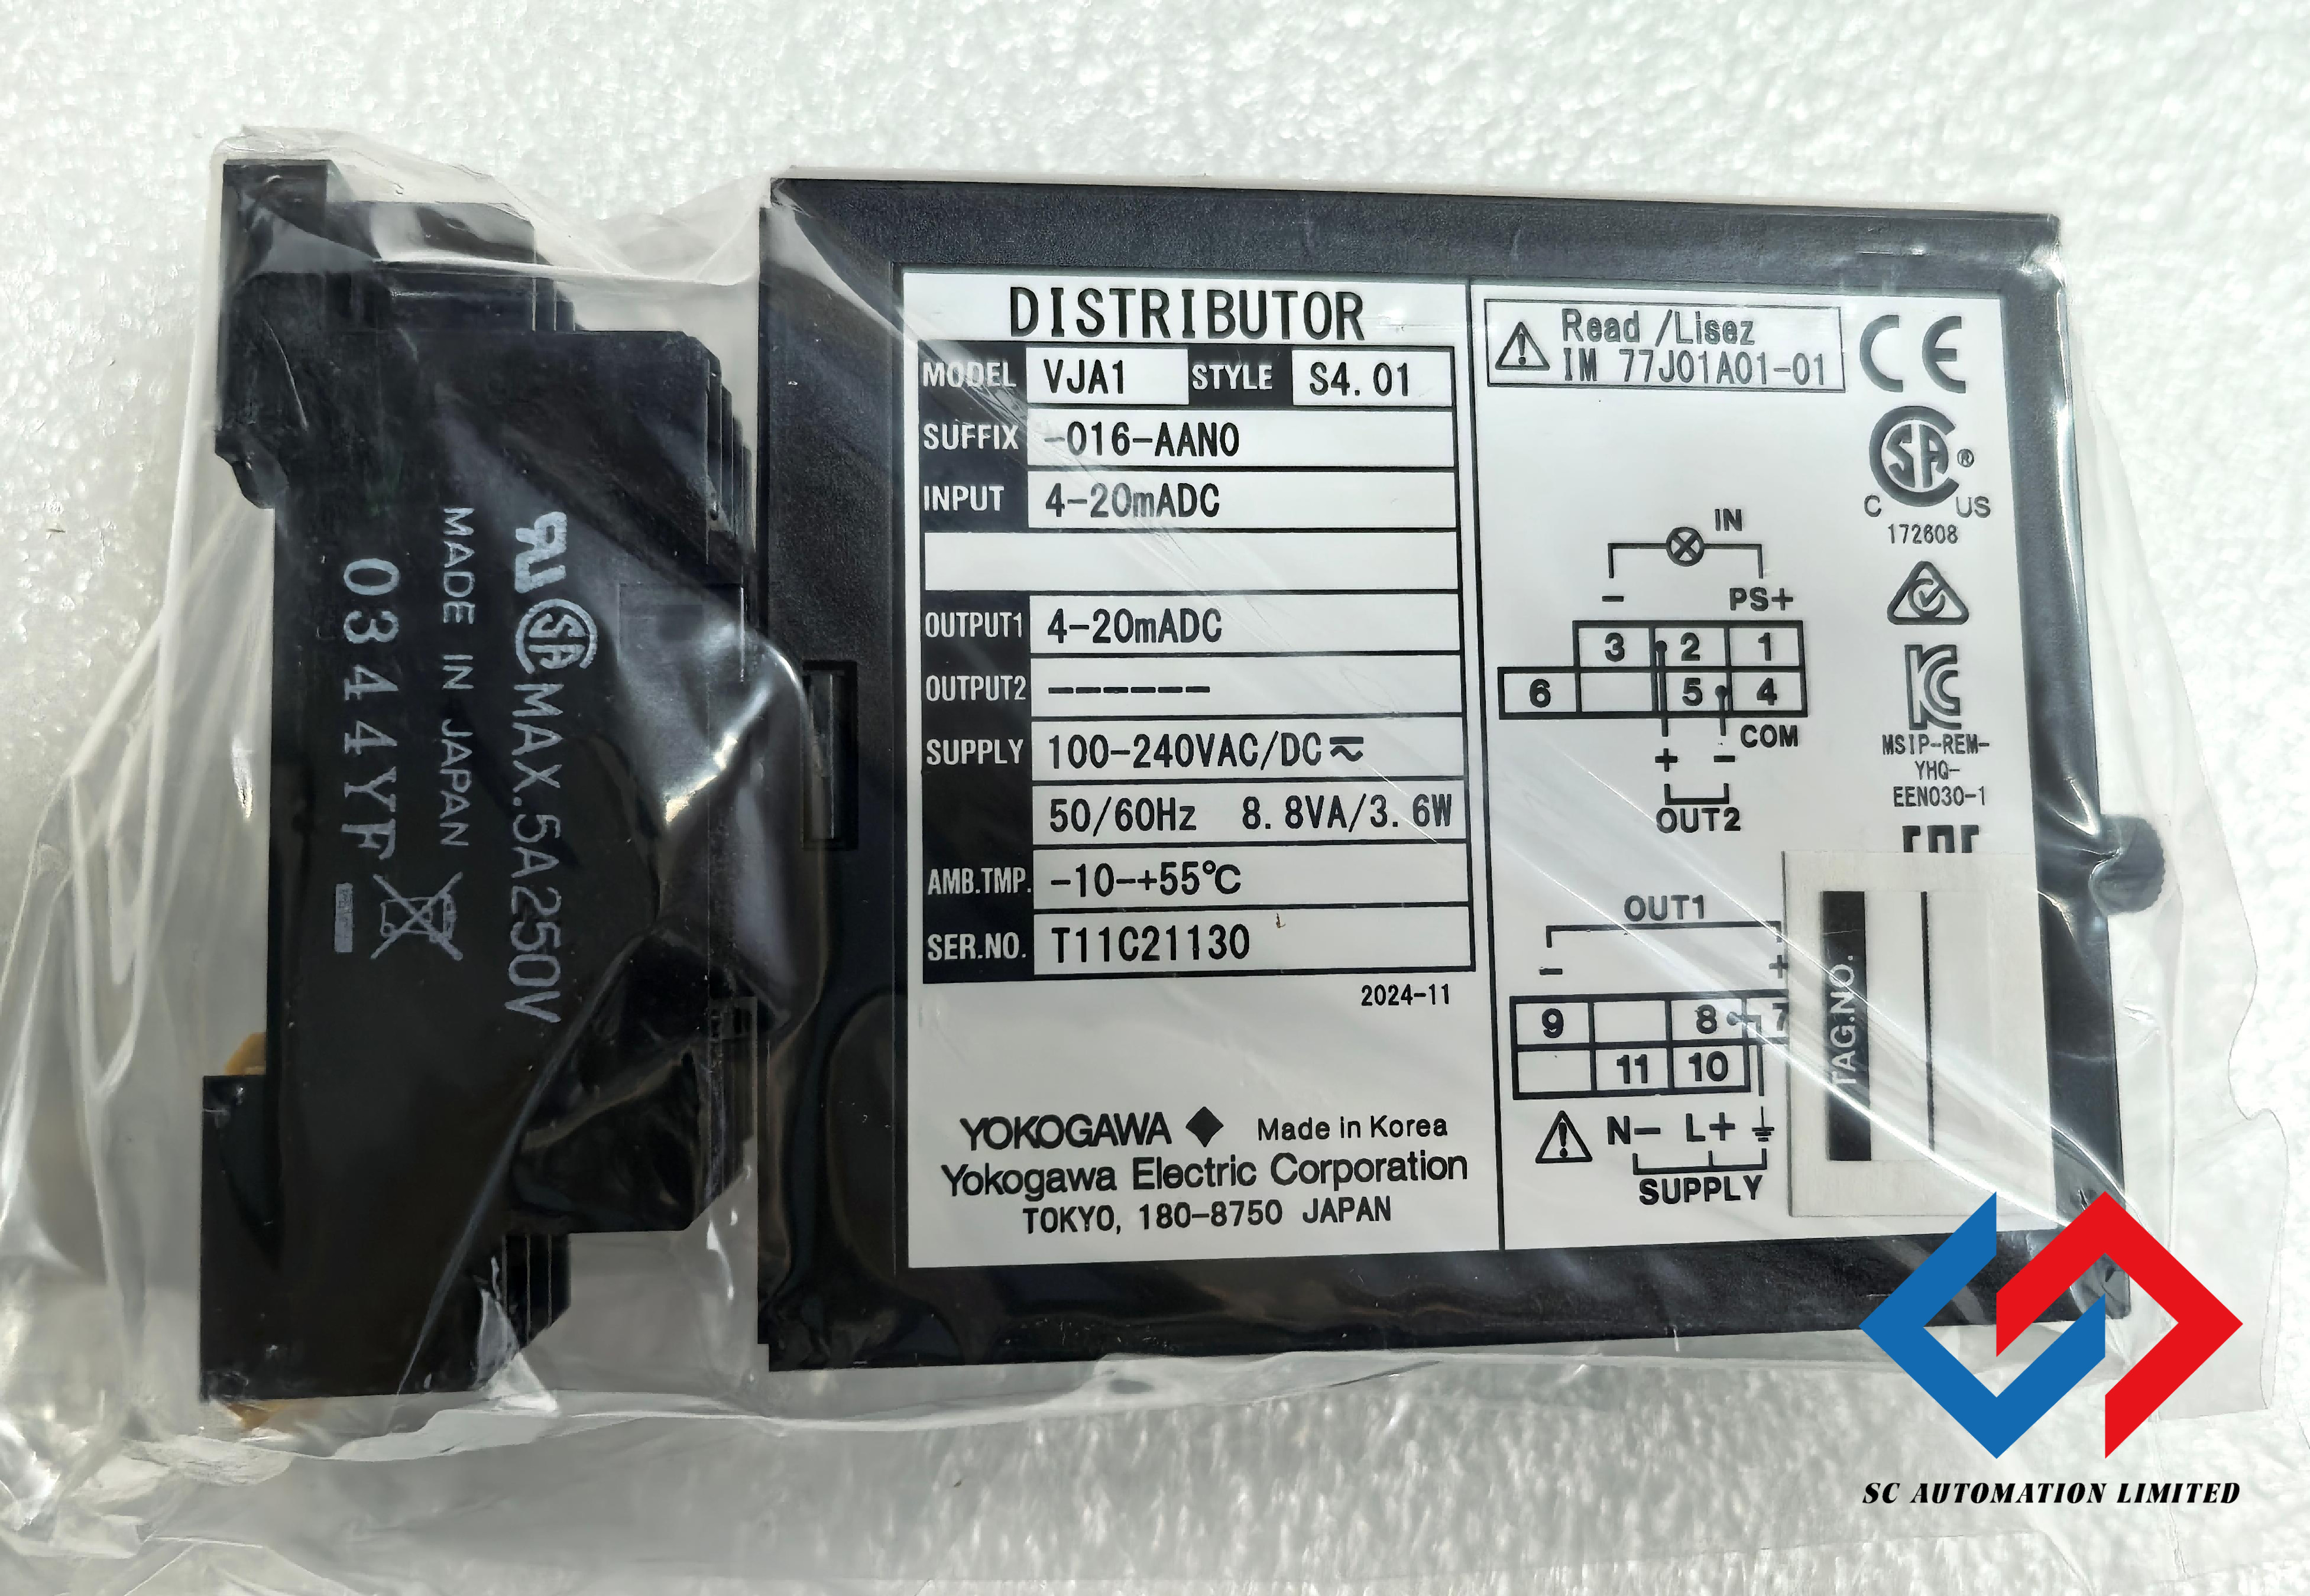 DISTRIBUTOR
MODEL VJA1 STYLE S4.01
SUFFIX -016-AAN0
INPUT 4-20mADC
OUTPUT1 4-20mADC
OUTPUT2 ------
SUPPLY 100-240VAC/DC
50/60Hz 8.8VA/3.6W
AMB.TMP. -10-+55℃
SER.NO. T11C21130
2024-11
YOKOGAWA ◆ Made in Korea
Yokogawa Electric Corporation
TOKYO, 180-8750 JAPAN
Read /Lisez
IM 77J01A01-01
CE
SA ®
C US
172608
MSIP-REM-
YHQ-
EEN030-1
IN
- PS+
3 2 1
6 5 4
COM
+ -
OUT2
OUT1
- +
9 8 7
11 10
N- L+
SUPPLY
TAG.NO.
MAX.5A250V
MADE IN JAPAN
0344YF
SC AUTOMATION LIMITED